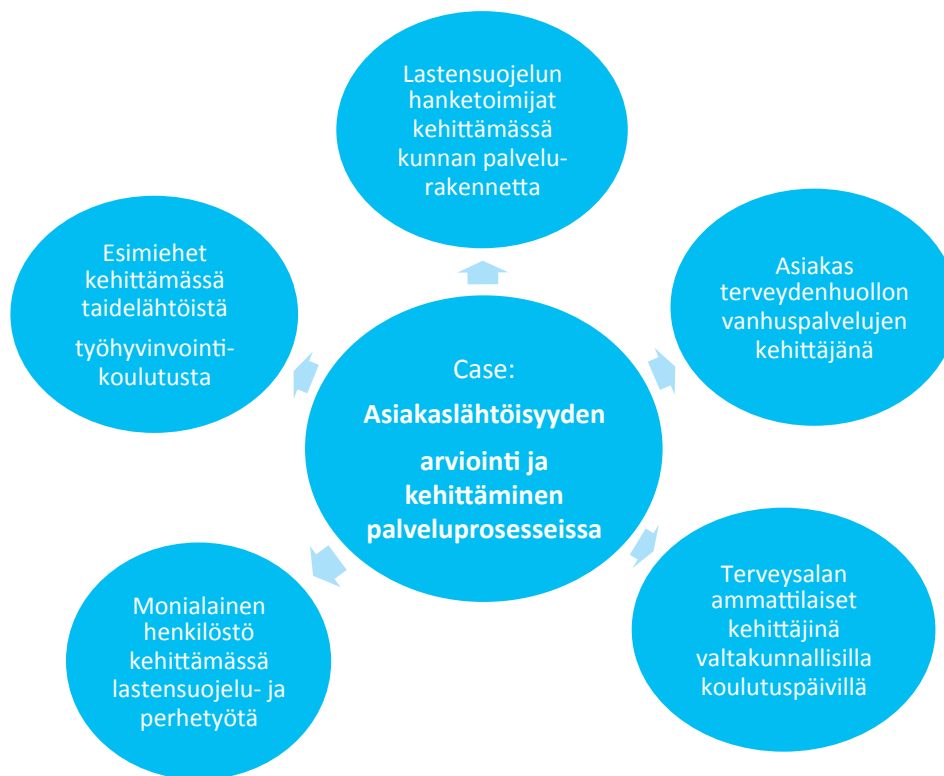 Lastensuojelun
hanketoimijat
kehittämässä
kunnan palvelu-
rakennetta
Esimiehet
kehittämässä
taidelähtöistä
työhyvinvointi-
koulutusta
Asiakas
terveydenhuollon
vanhuspalvelujen
kehittäjänä
Case:
Asiakaslähtöisyyden
arviointi ja
kehittäminen
palveluprosesseissa
Monialainen
henkilöstö
kehittämässä
lastensuojelu- ja
perhetyötä
Terveysalan
ammattilaiset
kehittäjinä
valtakunnallisilla
koulutuspäivillä